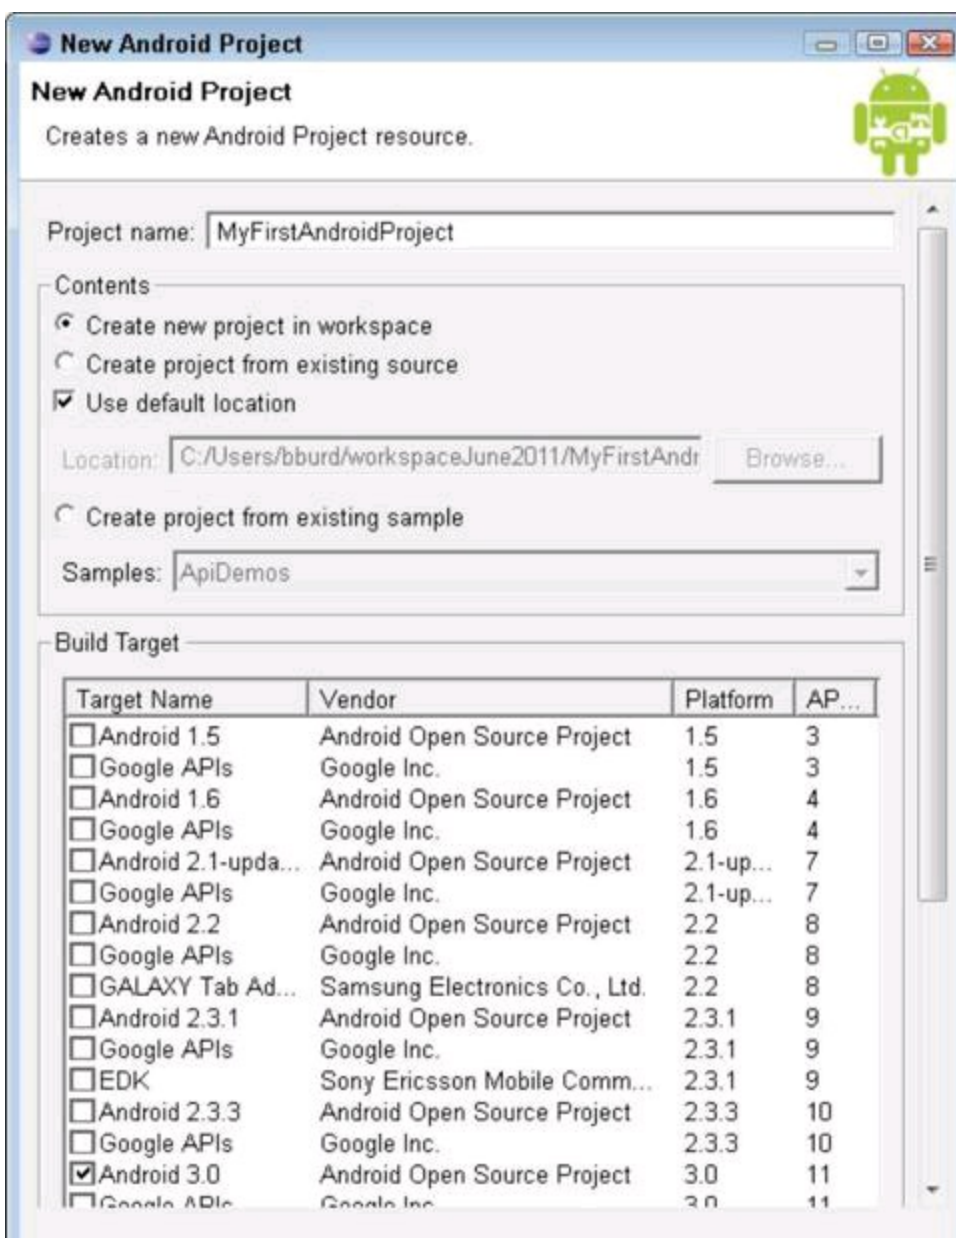 New Android Project
New Android Project
Creates a new Android Project resource.
Project name: MyFirstAndroidProject
Contents
Create new project in workspace
Create project from existing source
Use default location
Location: C:/Users/bburd/workspaceJune2011/MyFirstAndr Browse...
Create project from existing sample
Samples: ApiDemos
Build Target
Target Name Vendor Platform AP...
Android 1.5 Android Open Source Project 1.5 3
Google APIs Google Inc. 1.5 3
Android 1.6 Android Open Source Project 1.6 4
Google APIs Google Inc. 1.6 4
Android 2.1-upda... Android Open Source Project 2.1-up... 7
Google APIs Google Inc. 2.1-up... 7
Android 2.2 Android Open Source Project 2.2 8
Google APIs Google Inc. 2.2 8
GALAXY Tab Ad... Samsung Electronics Co., Ltd. 2.2 8
Android 2.3.1 Android Open Source Project 2.3.1 9
Google APIs Google Inc. 2.3.1 9
EDK Sony Ericsson Mobile Comm... 2.3.1 9
Android 2.3.3 Android Open Source Project 2.3.3 10
Google APIs Google Inc. 2.3.3 10
Android 3.0 Android Open Source Project 3.0 11
Google APIs Google Inc. 3.0 11